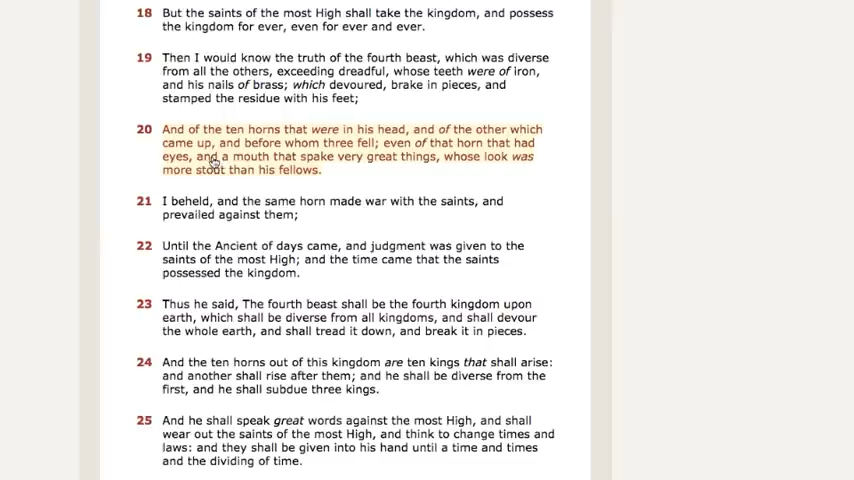 18 But the saints of the most High shall take the kingdom, and possess
the kingdom for ever, even for ever and ever.
19 Then I would know the truth of the fourth beast, which was diverse
from all the others, exceeding dreadful, whose teeth were of iron,
and his nails of brass; which devoured, brake in pieces, and
stamped the residue with his feet;
20 And of the ten horns that were in his head, and of the other which
came up, and before whom three fell; even of that horn that had
eyes, and a mouth that spake very great things, whose look was
more stout than his fellows.
21 I beheld, and the same horn made war with the saints, and
prevailed against them;
22 Until the Ancient of days came, and judgment was given to the
saints of the most High; and the time came that the saints
possessed the kingdom.
23 Thus he said, The fourth beast shall be the fourth kingdom upon
earth, which shall be diverse from all kingdoms, and shall devour
the whole earth, and shall tread it down, and break it in pieces.
24 And the ten horns out of this kingdom are ten kings that shall arise:
and another shall rise after them; and he shall be diverse from the
first, and he shall subdue three kings.
25 And he shall speak great words against the most High, and shall
wear out the saints of the most High, and think to change times and
laws: and they shall be given into his hand until a time and times
and the dividing of time.